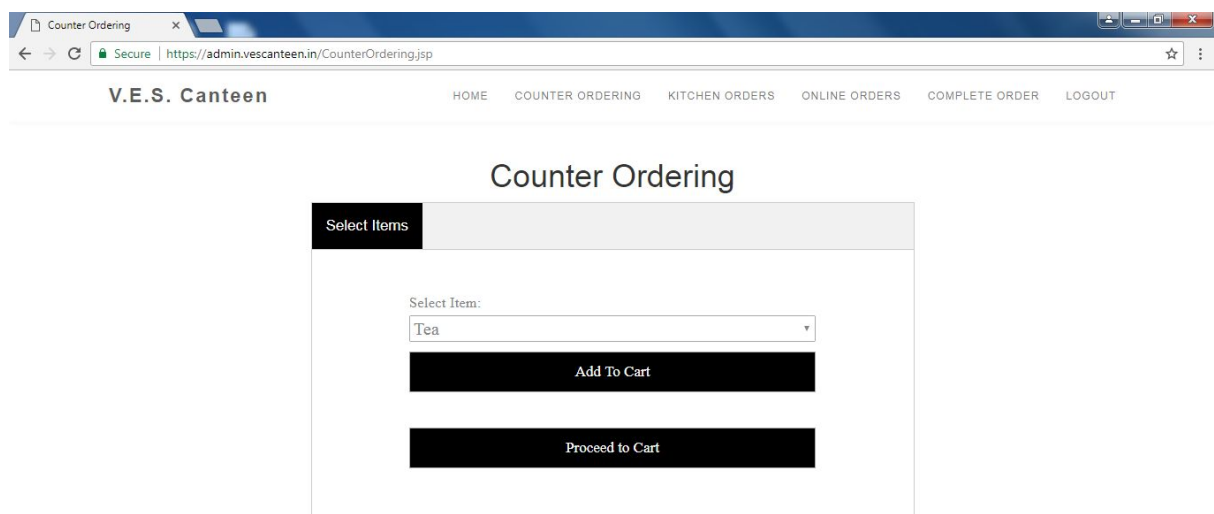 Counter Ordering
Secure | https://admin.vescanteen.in/CounterOrdering.jsp
V.E.S. Canteen HOME COUNTER ORDERING KITCHEN ORDERS ONLINE ORDERS COMPLETE ORDER LOGOUT
Counter Ordering
Select Items
Select Item:
Tea
Add To Cart
Proceed to Cart